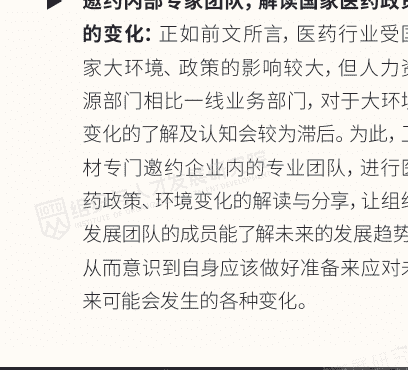 邀约内部专家团队，解读国家医药政
的变化：正如前文所言，医药行业受
家大环境、政策的影响较大，但人力
源部门相比一线业务部门，对于大环
变化的了解及认知会较为滞后。为此，
材专门邀约企业内的专业团队，进行
药政策、环境变化的解读与分享，让组
发展团队的成员能了解未来的发展趋
从而意识到自身应该做好准备来应对
来可能会发生的各种变化。